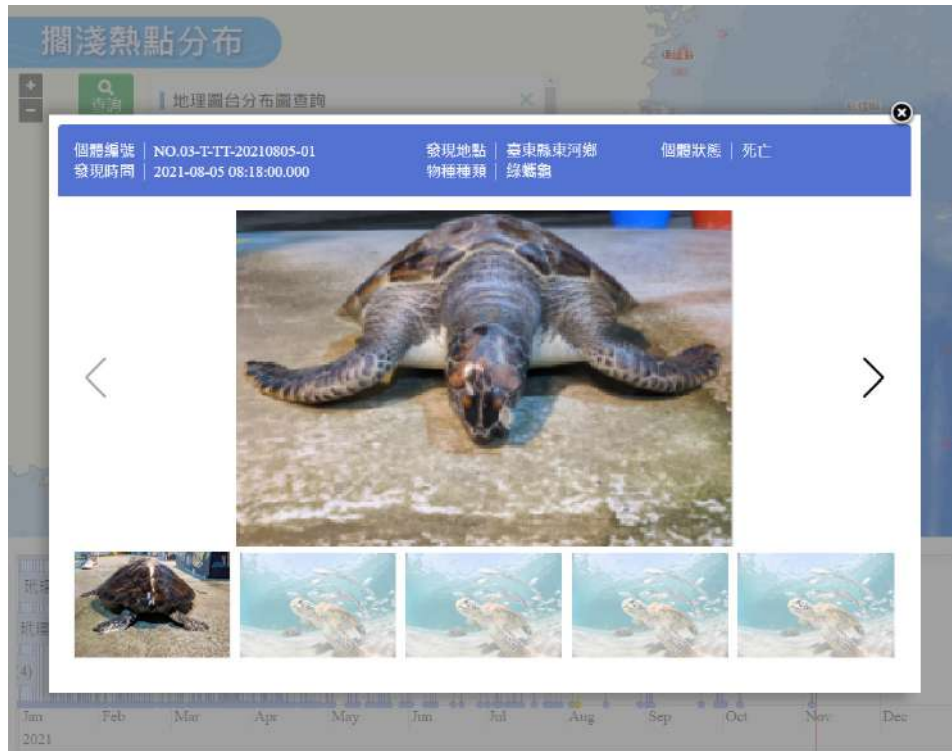 擱淺熱點分布
+
查詢
地理圖台分布圖查詢
×
-
個體編號 | NO.03-T-TT-20210805-01
發現地點 | 臺東縣東河鄉
個體狀態 | 死亡
發現時間 | 2021-08-05 08:18:00.000
物種種類 | 綠蠵龜
4)
Jan Feb Mar Apr May Jun Jul Aug Sep Oct Nov Dec
2021